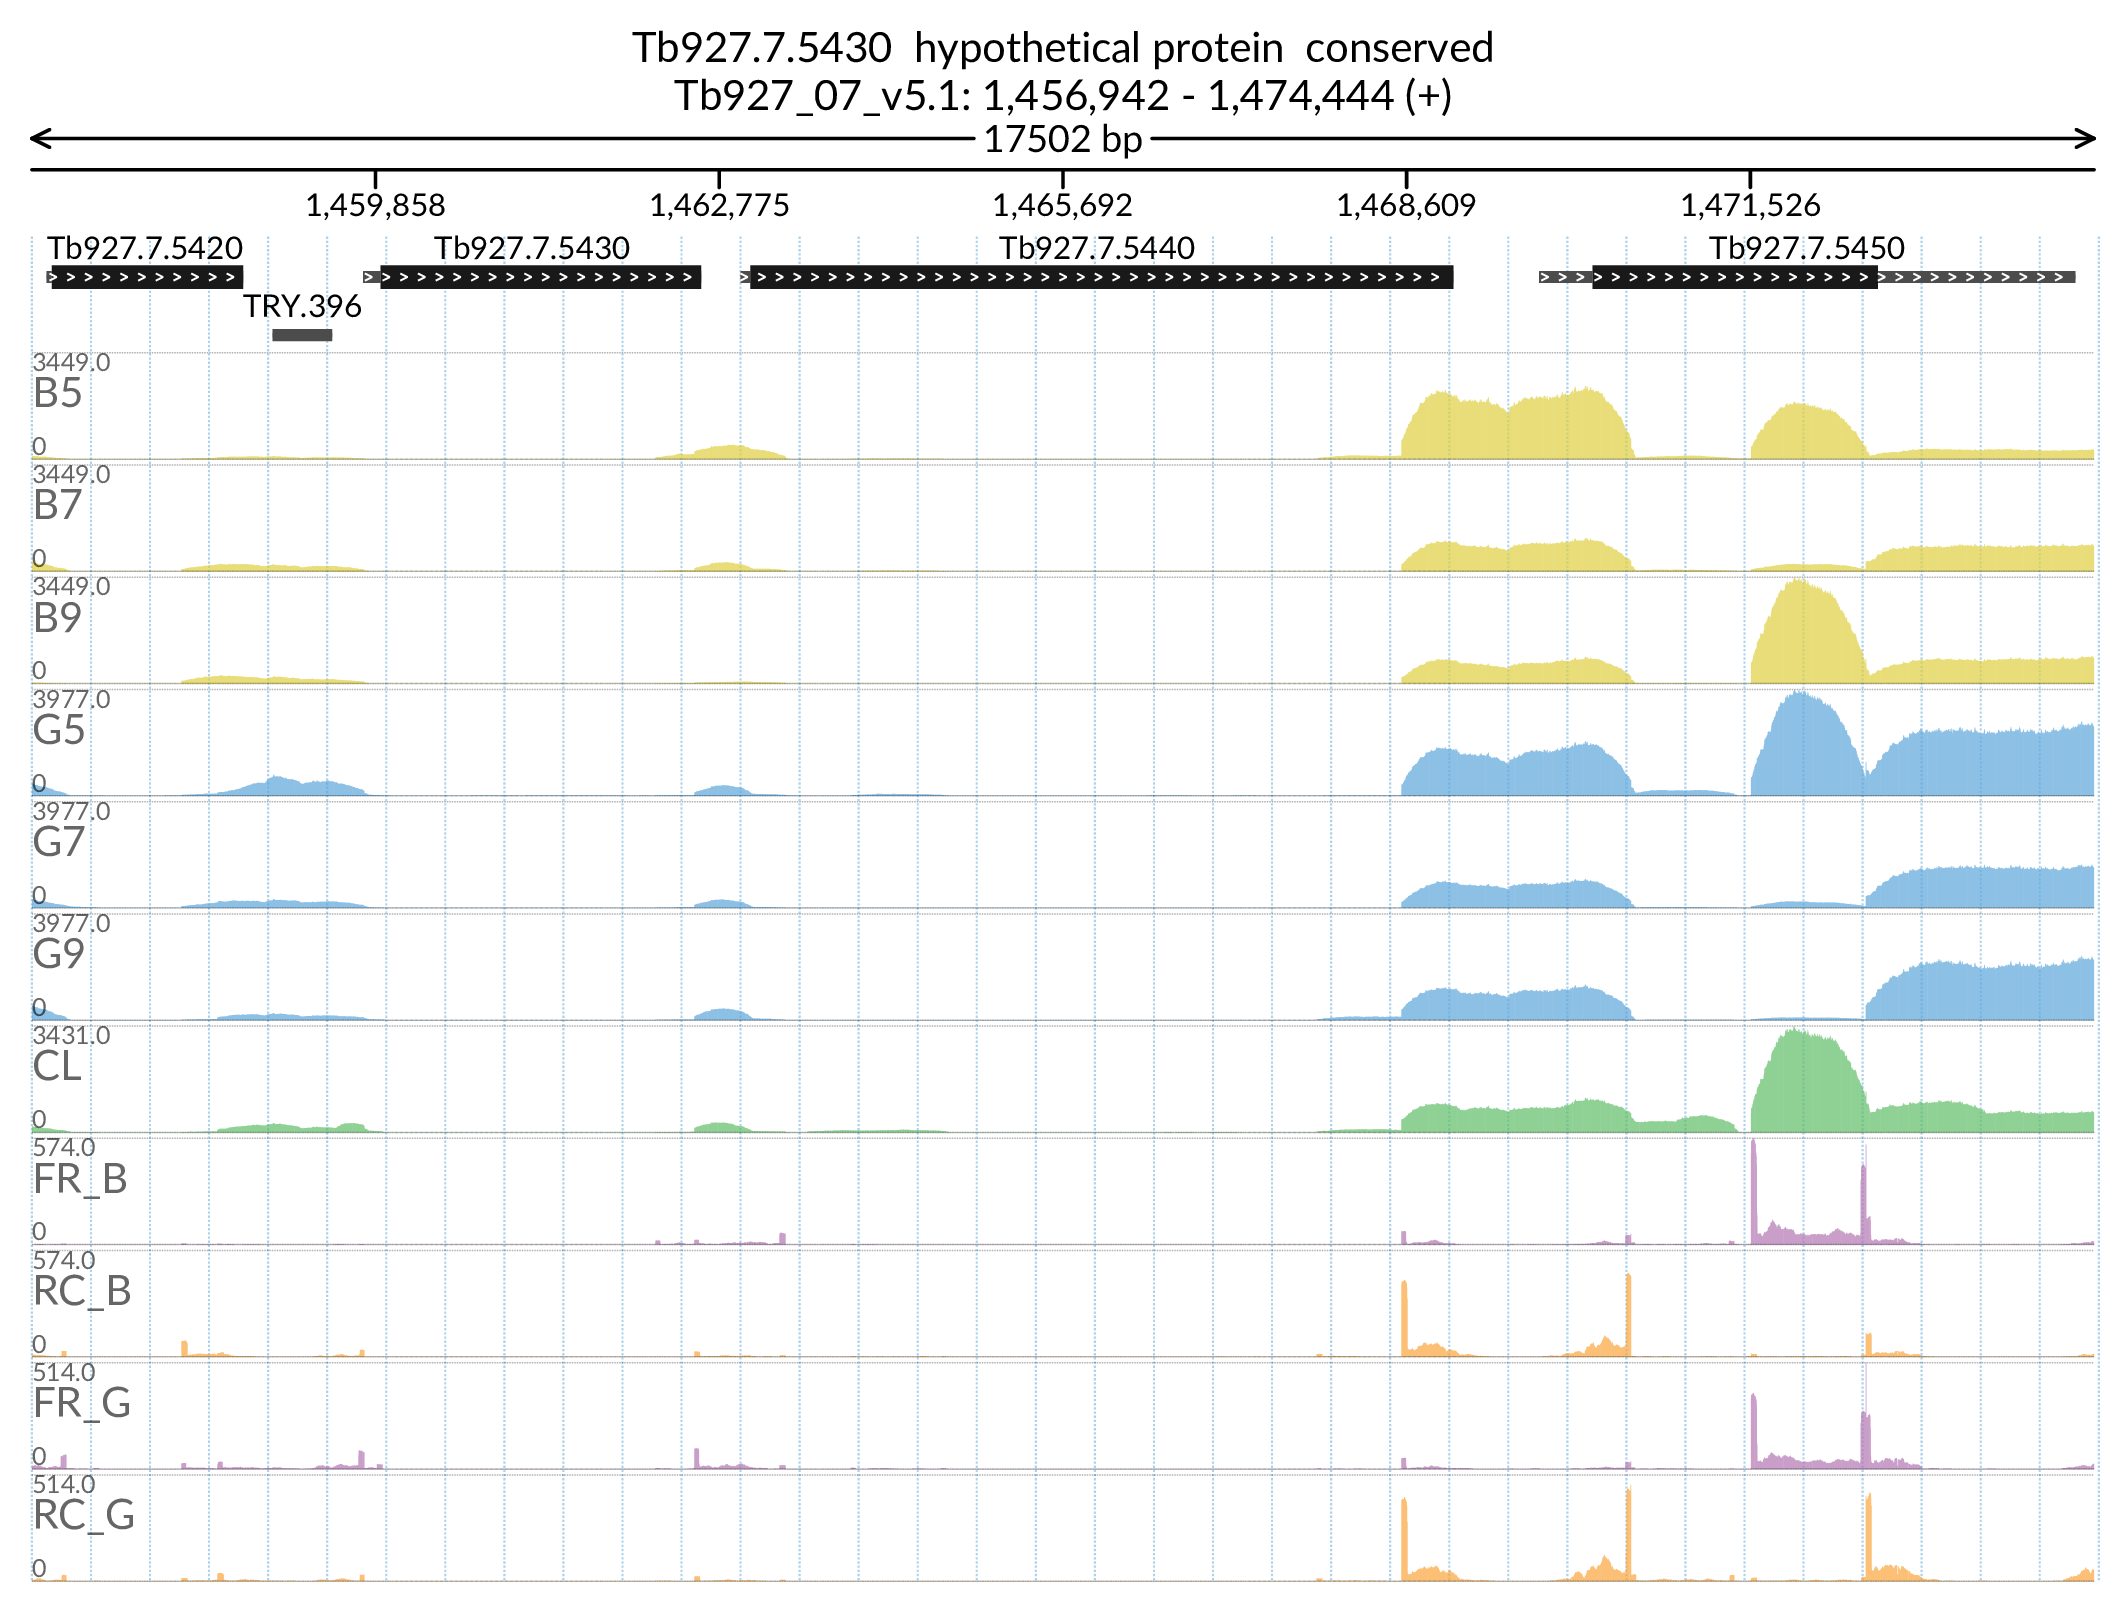 Tb927.7.5430  hypothetical protein  conserved
Tb927_07_v5.1: 1,456,942 - 1,474,444 (+)
17502 bp
1,459,858 1,462,775 1,465,692 1,468,609 1,471,526
Tb927.7.5420 Tb927.7.5430 Tb927.7.5440 Tb927.7.5450
TRY.396
3449.0
B5
0
3449.0
B7
0
3449.0
B9
0
3977.0
G5
0
3977.0
G7
0
3977.0
G9
0
3431.0
CL
0
574.0
FR_B
0
574.0
RC_B
0
514.0
FR_G
0
514.0
RC_G
0